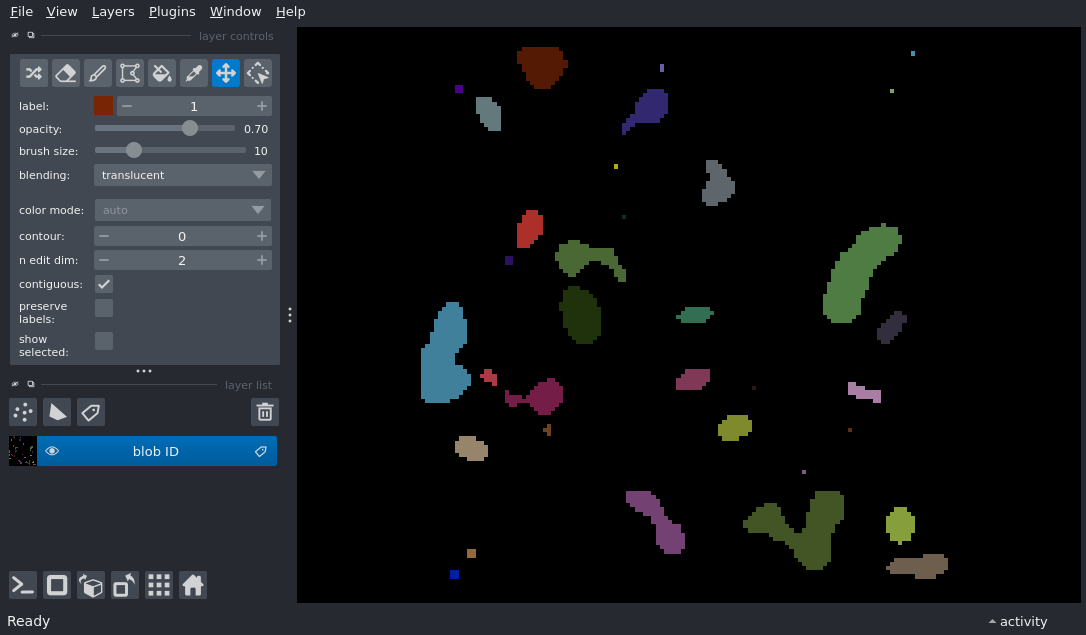 File View Layers Plugins Window Help
layer controls
label: 1
opacity: 0.70
brush size: 10
blending: translucent
color mode: auto
contour: 0
n edit dim: 2
contiguous:
preserve
labels:
show
selected:
layer list
blob ID
Ready
activity